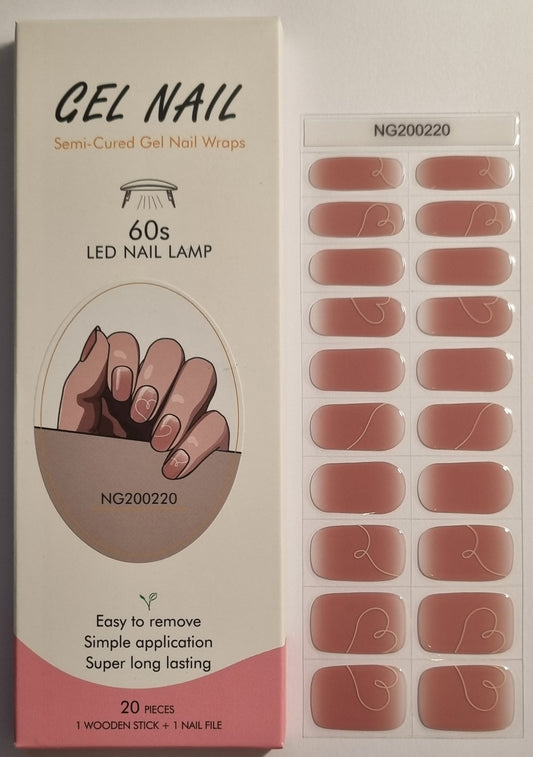 GEL NAIL
Semi-Cured Gel Nail Wraps
60s
LED NAIL LAMP
NG200220
Easy to remove
Simple application
Super long lasting
20 PIECES
1 WOODEN STICK + 1 NAIL FILE
NG200220